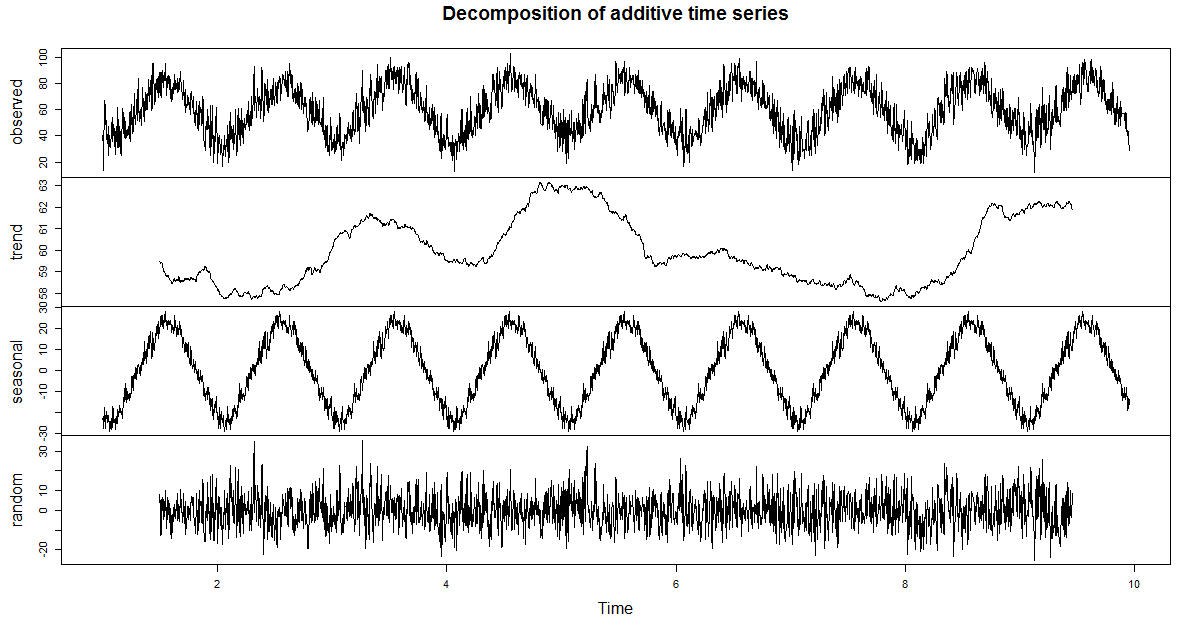 Decomposition of additive time series
observed
20 40 60 80 100
trend
58 59 60 61 62 63
seasonal
-30 -10 0 10 20 30
random
-20 0 10 30
2 4 6 8 10
Time